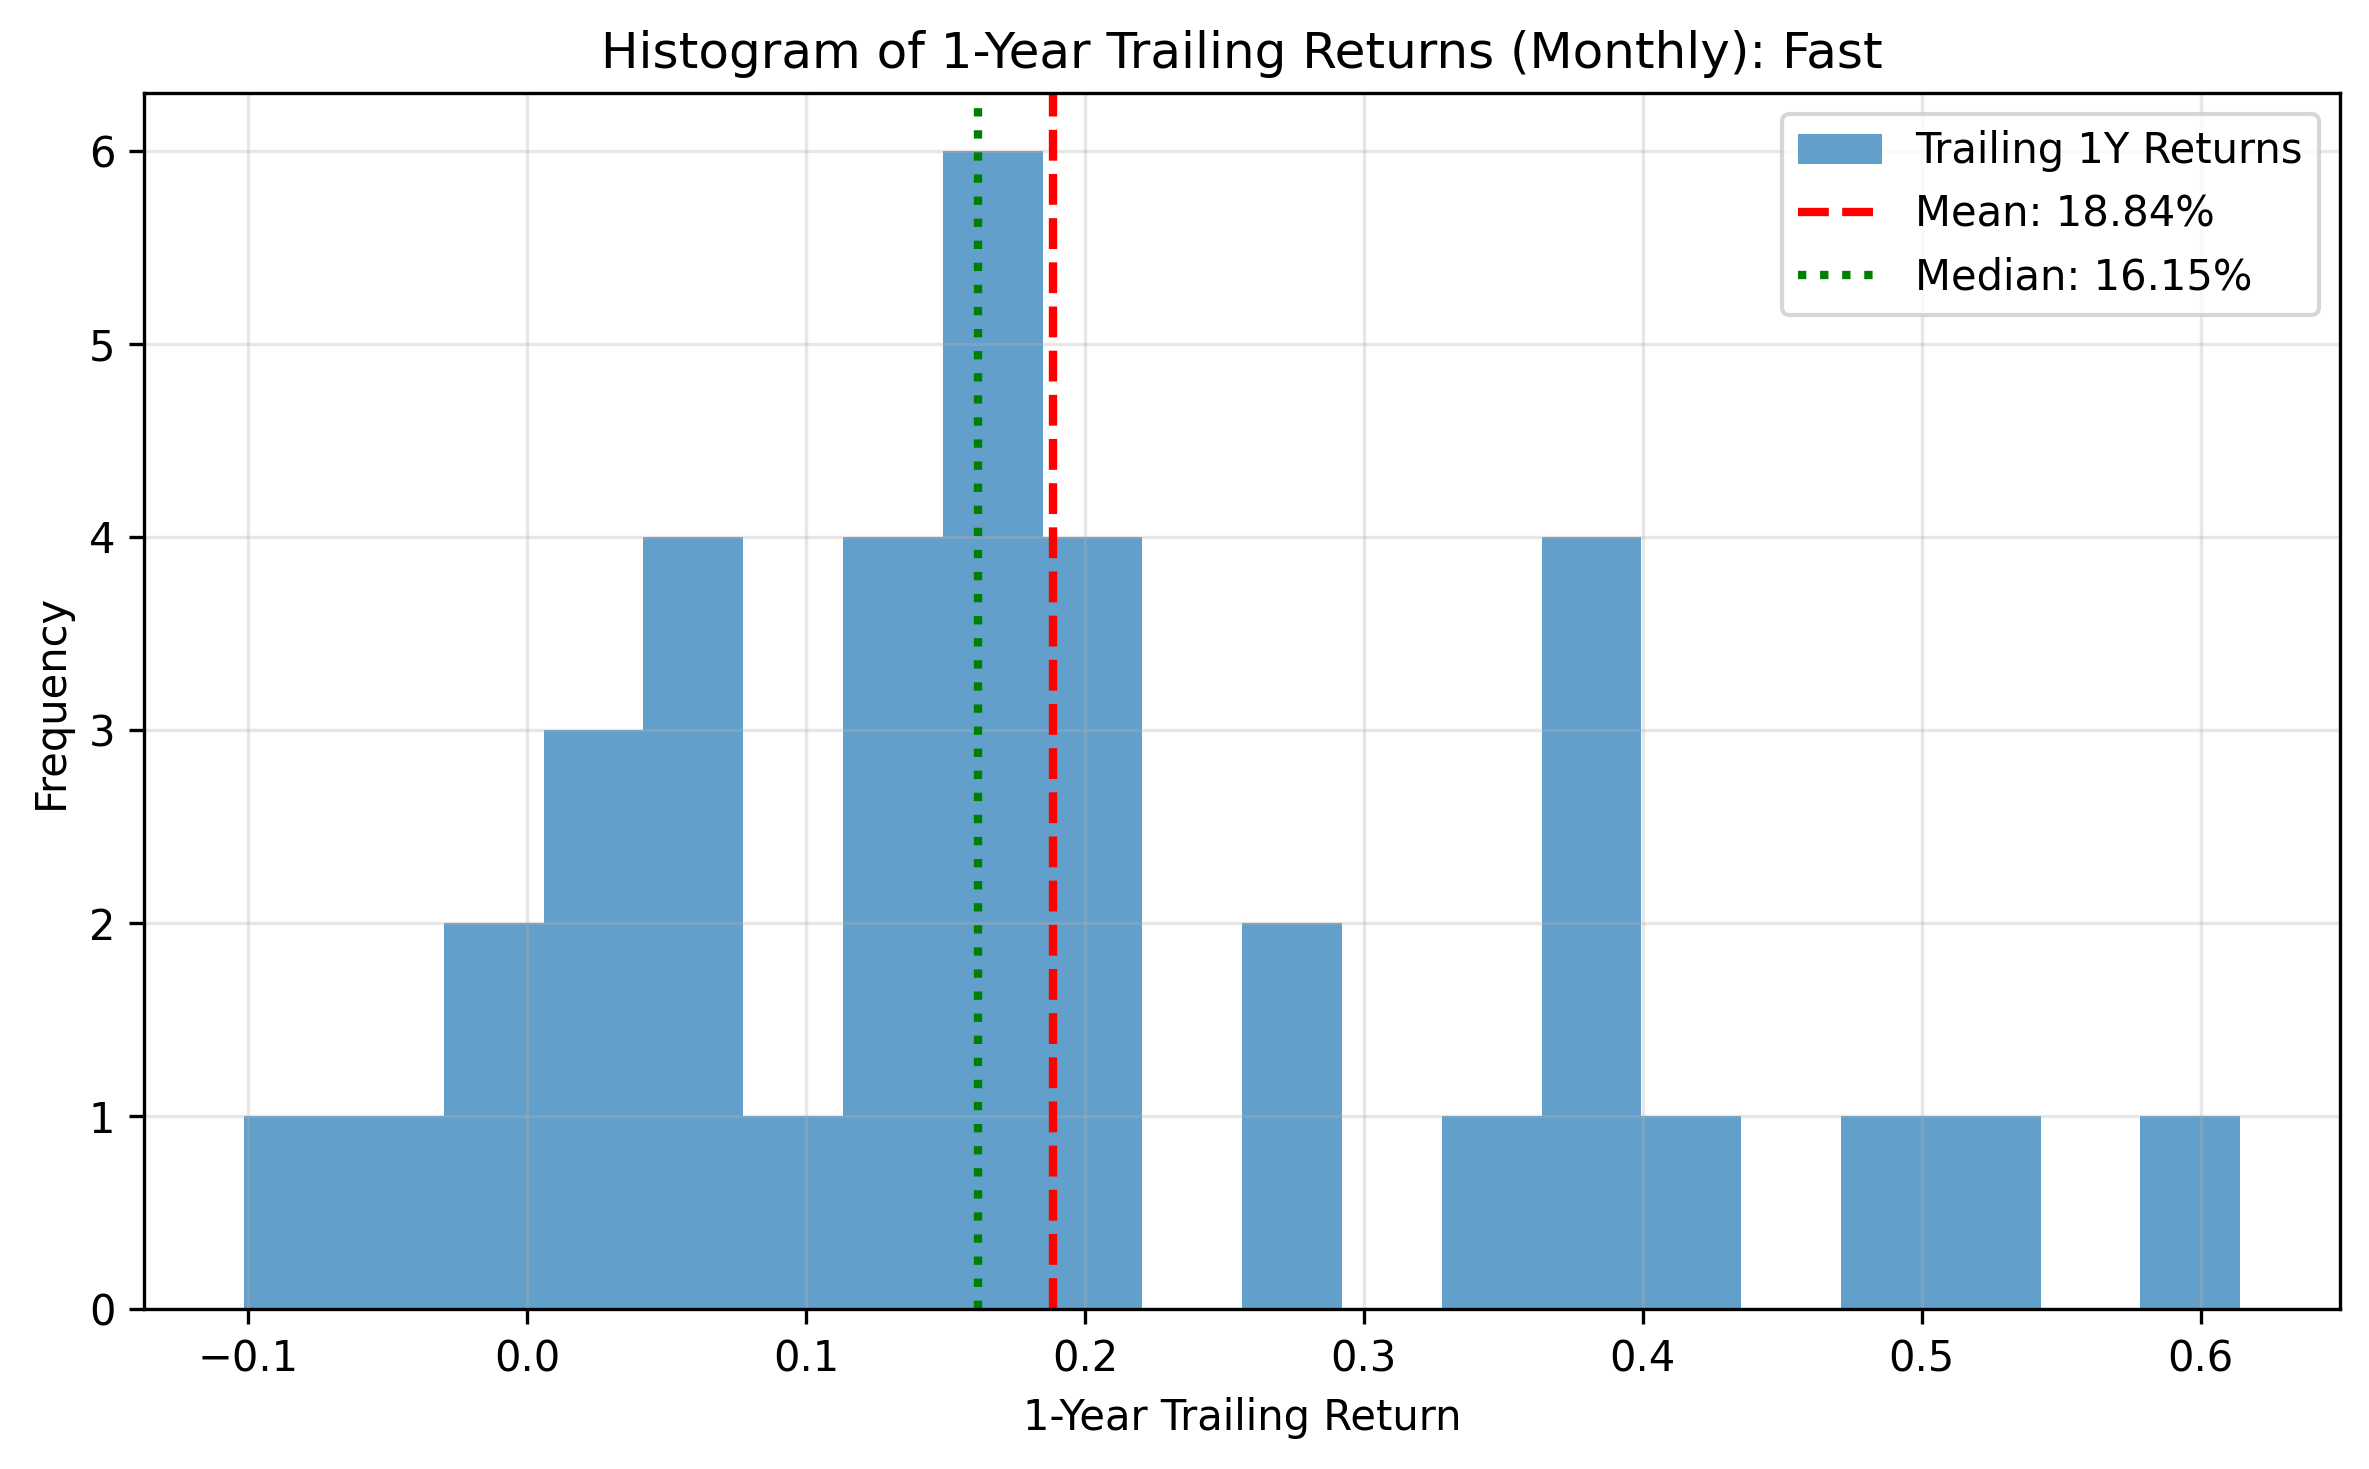 Histogram of 1-Year Trailing Returns (Monthly): Fast
Trailing 1Y Returns
Mean: 18.84%
Median: 16.15%
Frequency
6
5
4
3
2
1
0
−0.1 0.0 0.1 0.2 0.3 0.4 0.5 0.6
1-Year Trailing Return